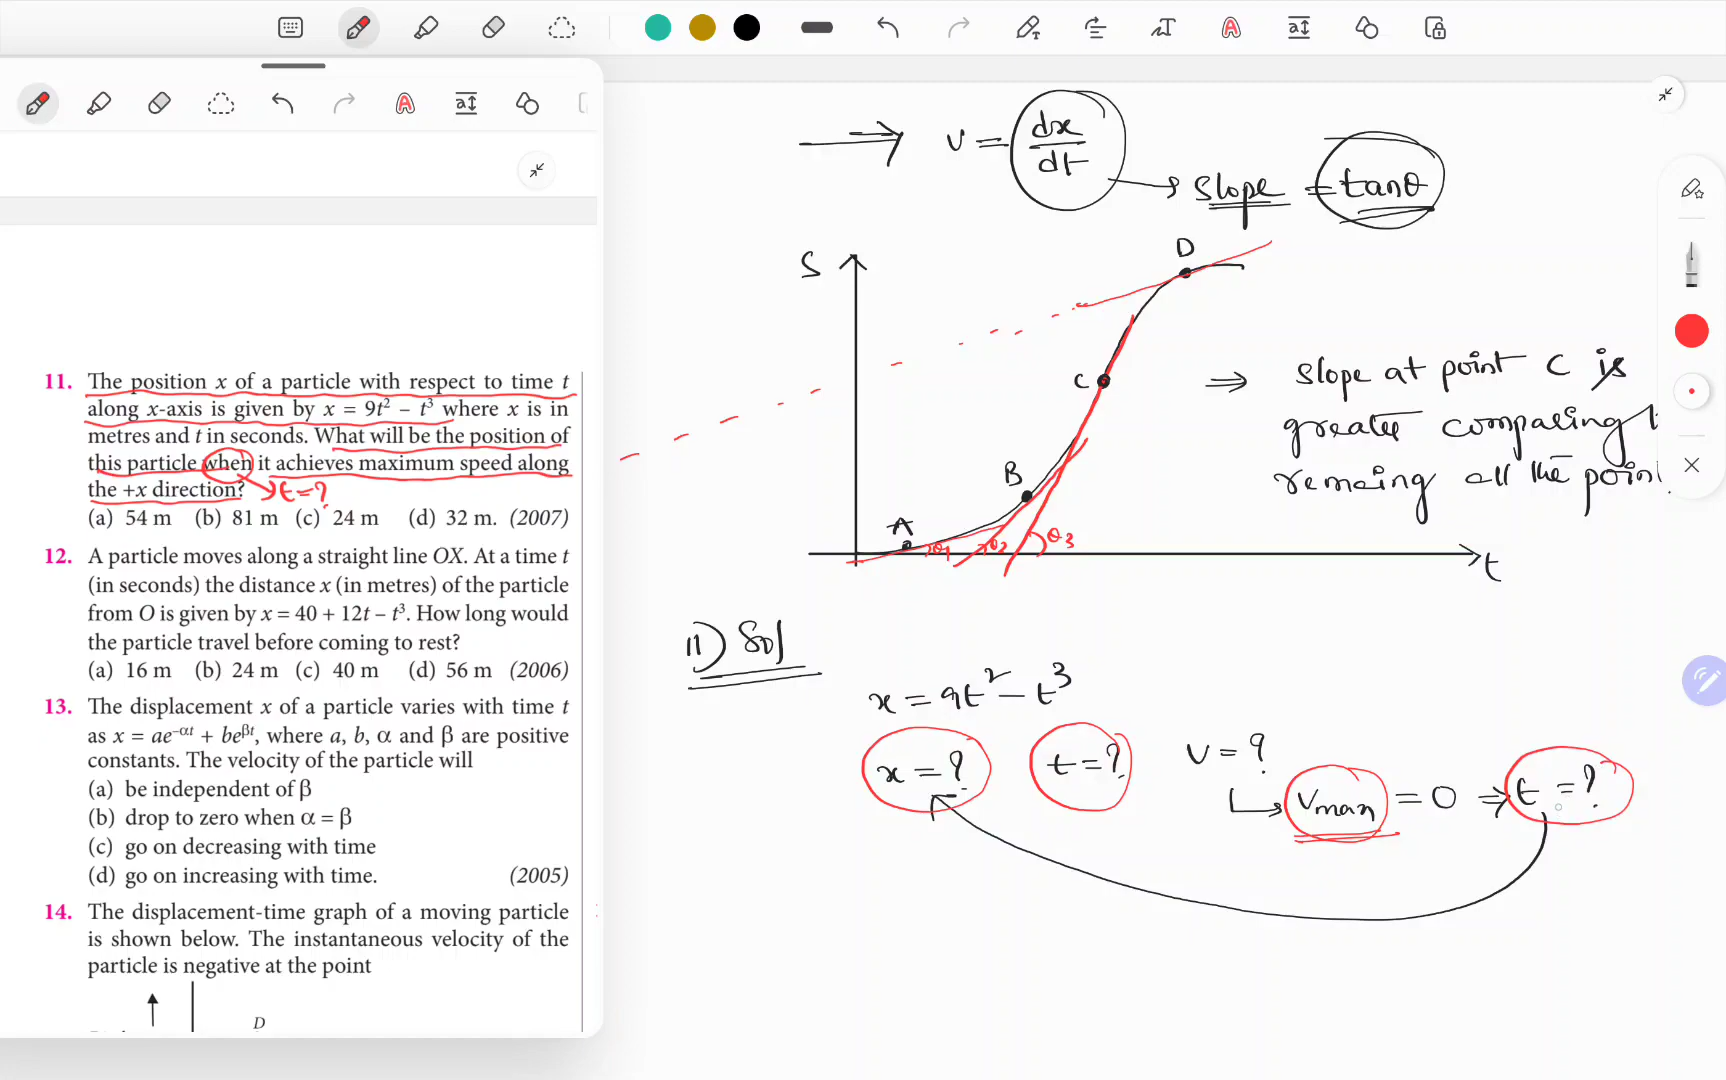 11. The position x of a particle with respect to time t
along x-axis is given by x = 9t² – t³ where x is in
metres and t in seconds. What will be the position of
this particle when it achieves maximum speed along
the +x direction? t=?
(a) 54 m (b) 81 m (c) 24 m (d) 32 m. (2007)
12. A particle moves along a straight line OX. At a time t
(in seconds) the distance x (in metres) of the particle
from O is given by x = 40 + 12t – t³. How long would
the particle travel before coming to rest?
(a) 16 m (b) 24 m (c) 40 m (d) 56 m (2006)
13. The displacement x of a particle varies with time t
as x = ae⁻ᵅᵗ + beᵝᵗ, where a, b, α and β are positive
constants. The velocity of the particle will
(a) be independent of β
(b) drop to zero when α = β
(c) go on decreasing with time
(d) go on increasing with time. (2005)
14. The displacement-time graph of a moving particle
is shown below. The instantaneous velocity of the
particle is negative at the point
D
v = dx/dt
slope = tanθ
S
D
C
B
A
θ1
θ2
θ3
t
⇒ slope at point C is
greater comparing
remaing all the point
11) Sol
x = 9t² – t³
x = ? t = ? v = ?
Vmax = 0 ⇒ t = ?